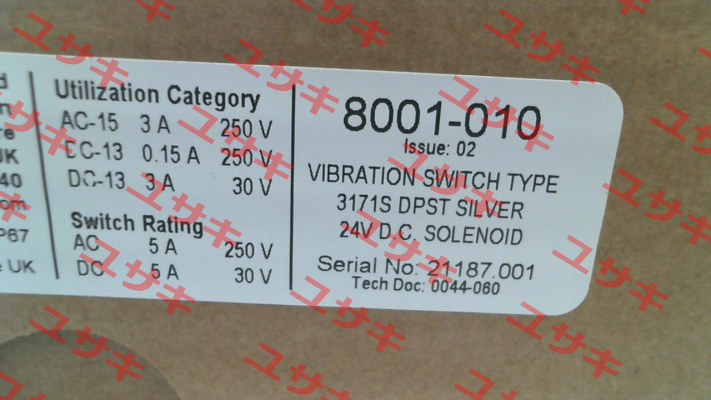 Utilization Category
AC-15 3 A 250 V
DC-13 0.15 A 250 V
DC-13 3 A 30 V
Switch Rating
AC 5 A 250 V
DC 5 A 30 V
8001-010
Issue: 02
VIBRATION SWITCH TYPE
3171S DPST SILVER
24V D.C. SOLENOID
Serial No: 21187.001
Tech Doc: 0044-060
UK
ユサキ